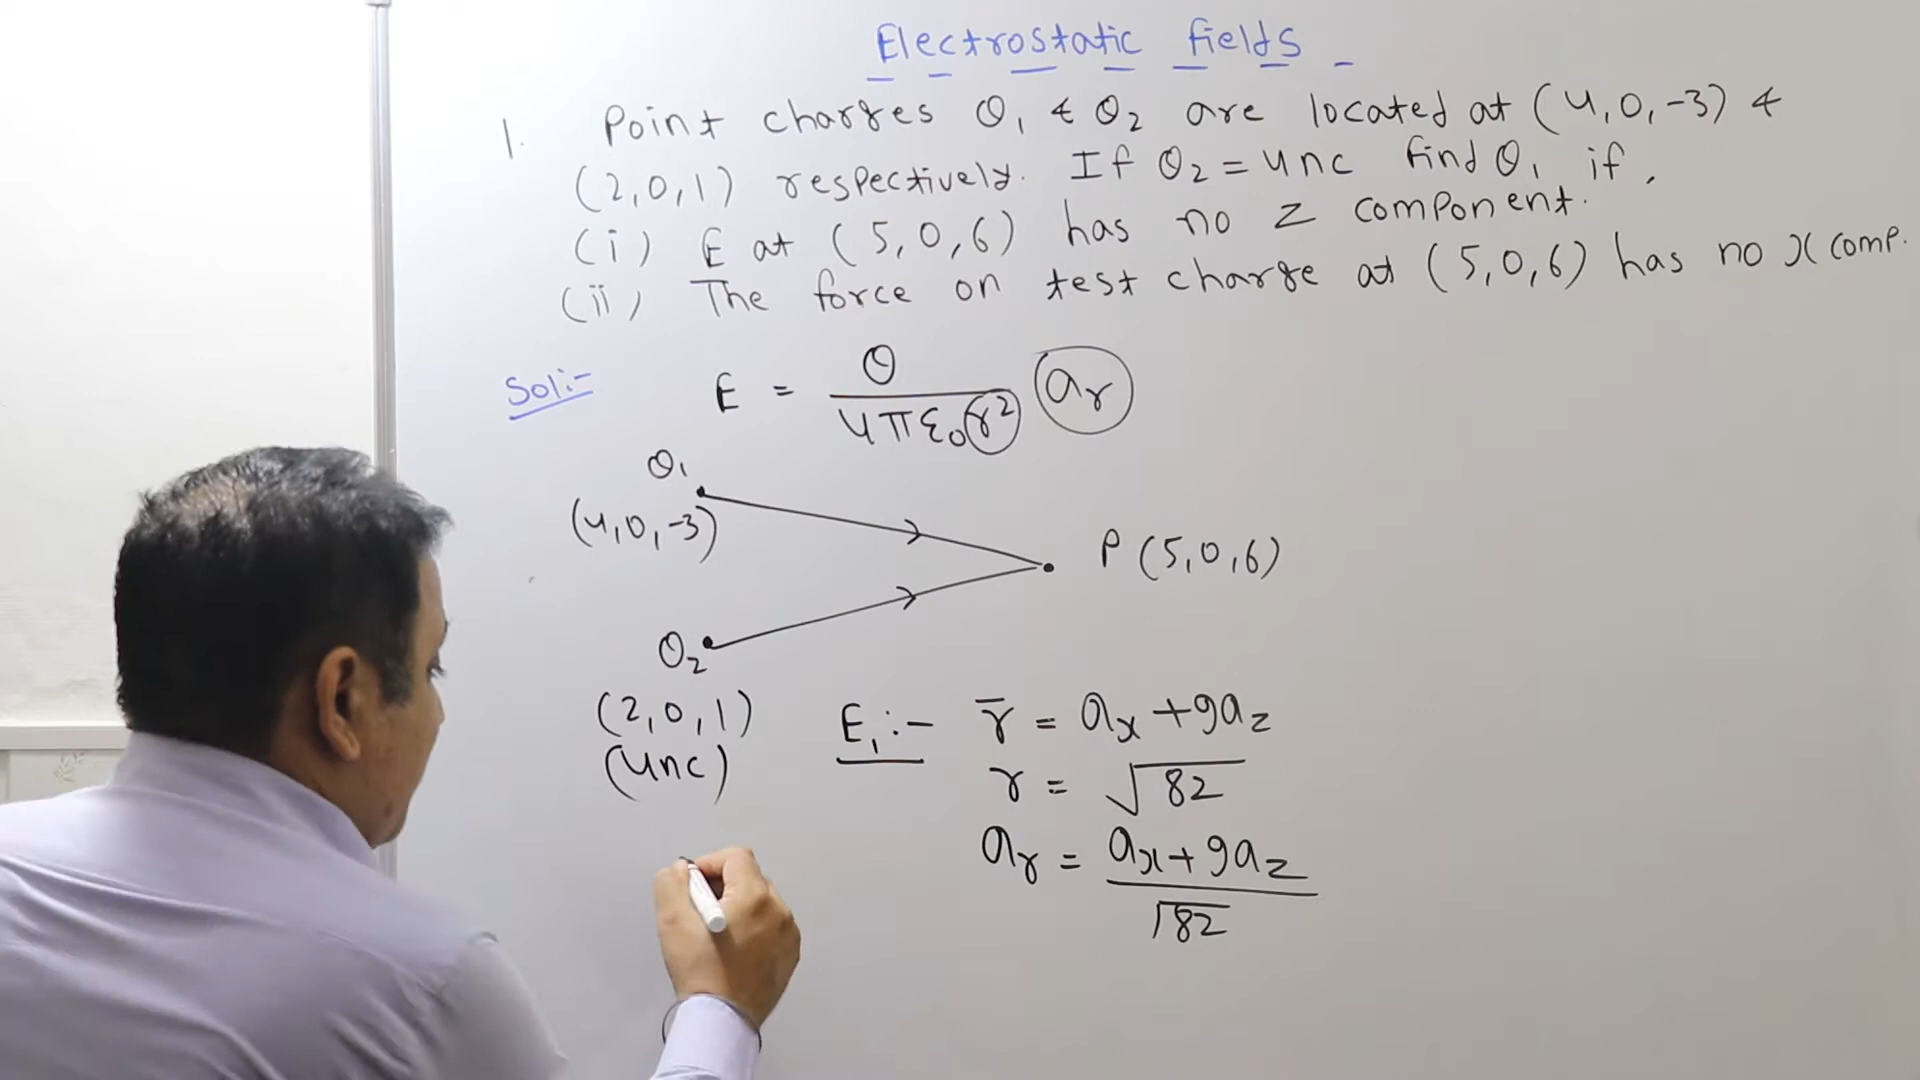 Electrostatic fields
1. Point charges Q₁ & Q₂ are located at (4,0,-3) &
(2,0,1) respectively. If Q₂ = 4nc find Q₁ if,
(i) E at (5,0,6) has no z component.
(ii) The force on test charge at (5,0,6) has no x comp.
Sol:-
E = Q / 4πε₀r² aᵣ
Q₁
(4,0,-3)
P (5,0,6)
Q₂
(2,0,1)
(4nc)
E₁:- r̄ = aₓ + 9a_z
r = √82
aᵣ = aₓ + 9a_z / √82